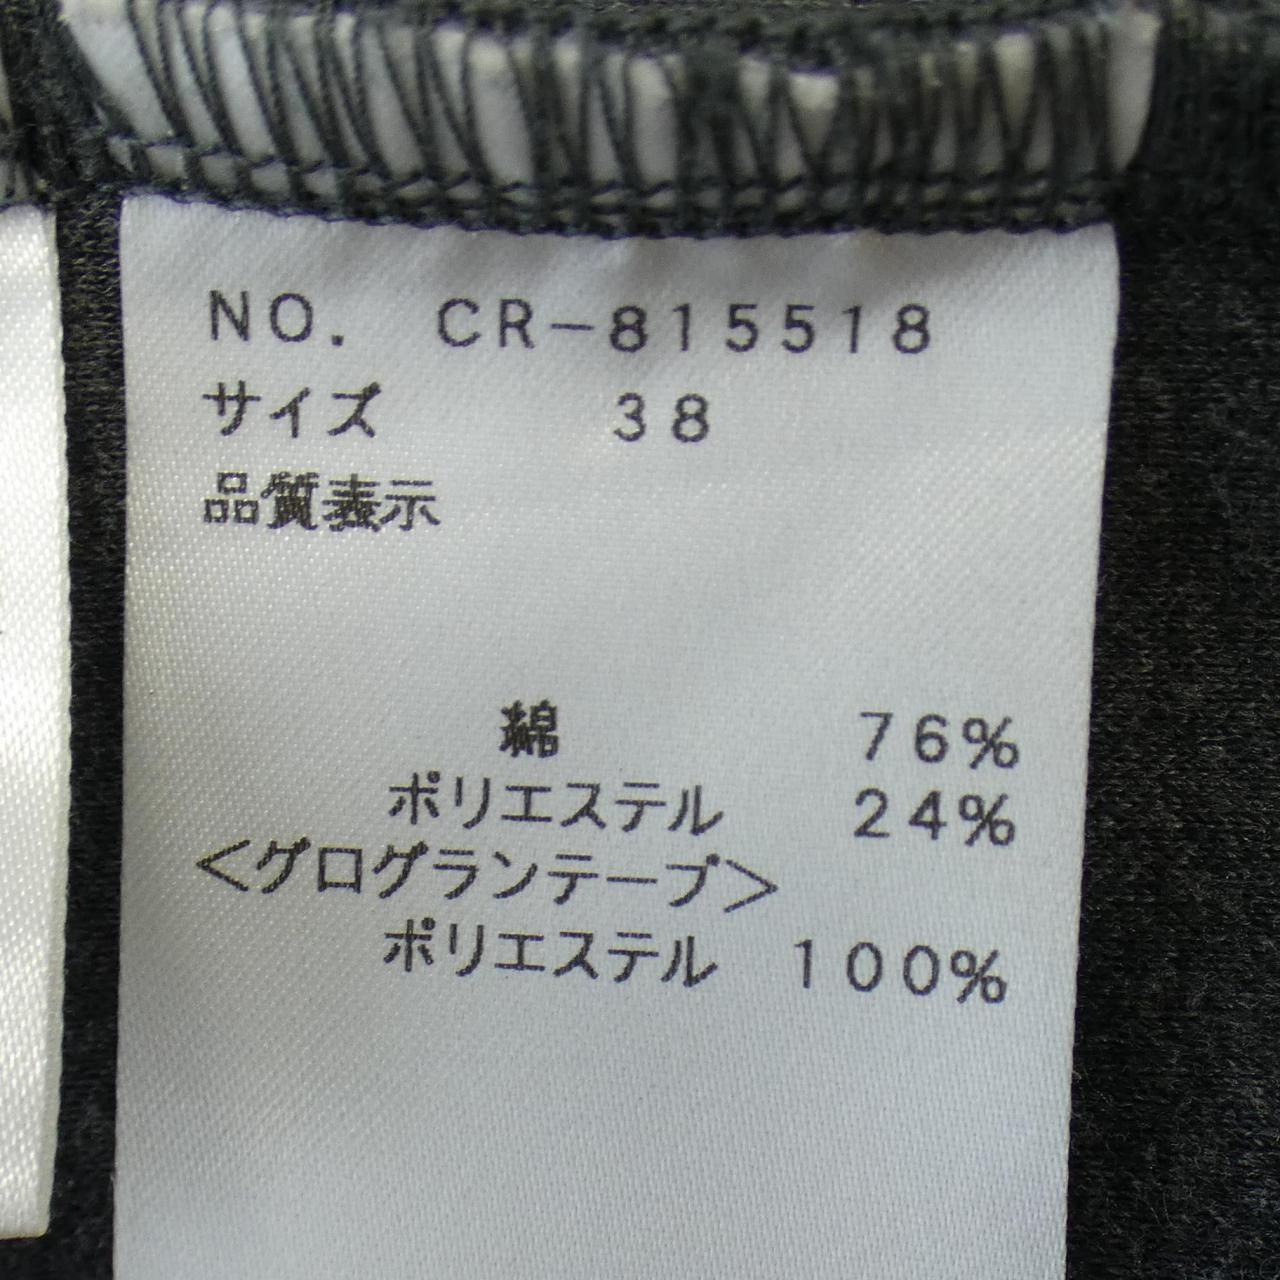 NO. CR-815518
サイズ 38
品質表示
綿 76%
ポリエステル 24%
<グログランテープ>
ポリエステル 100%